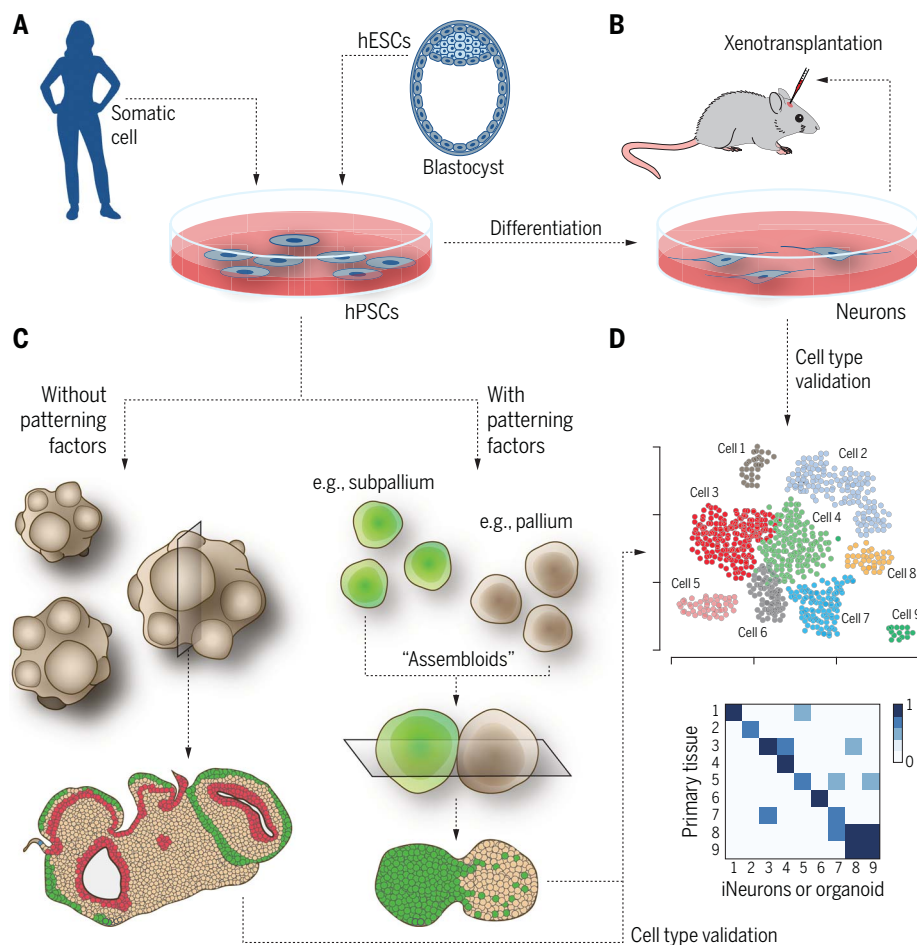 A
hESCs
Somatic
cell
Blastocyst
B
Xenotransplantation
Differentiation
hPSCs
Neurons
C
Without
patterning
factors
With
patterning
factors
e.g., subpallium
e.g., pallium
“Assembloids”
D
Cell type
validation
Cell 1
Cell 2
Cell 3
Cell 4
Cell 8
Cell 5
Cell 6
Cell 7
Cell 9
1
2
3
4
5
6
7
8
9
Primary tissue
1
0
1 2 3 4 5 6 7 8 9
iNeurons or organoid
Cell type validation